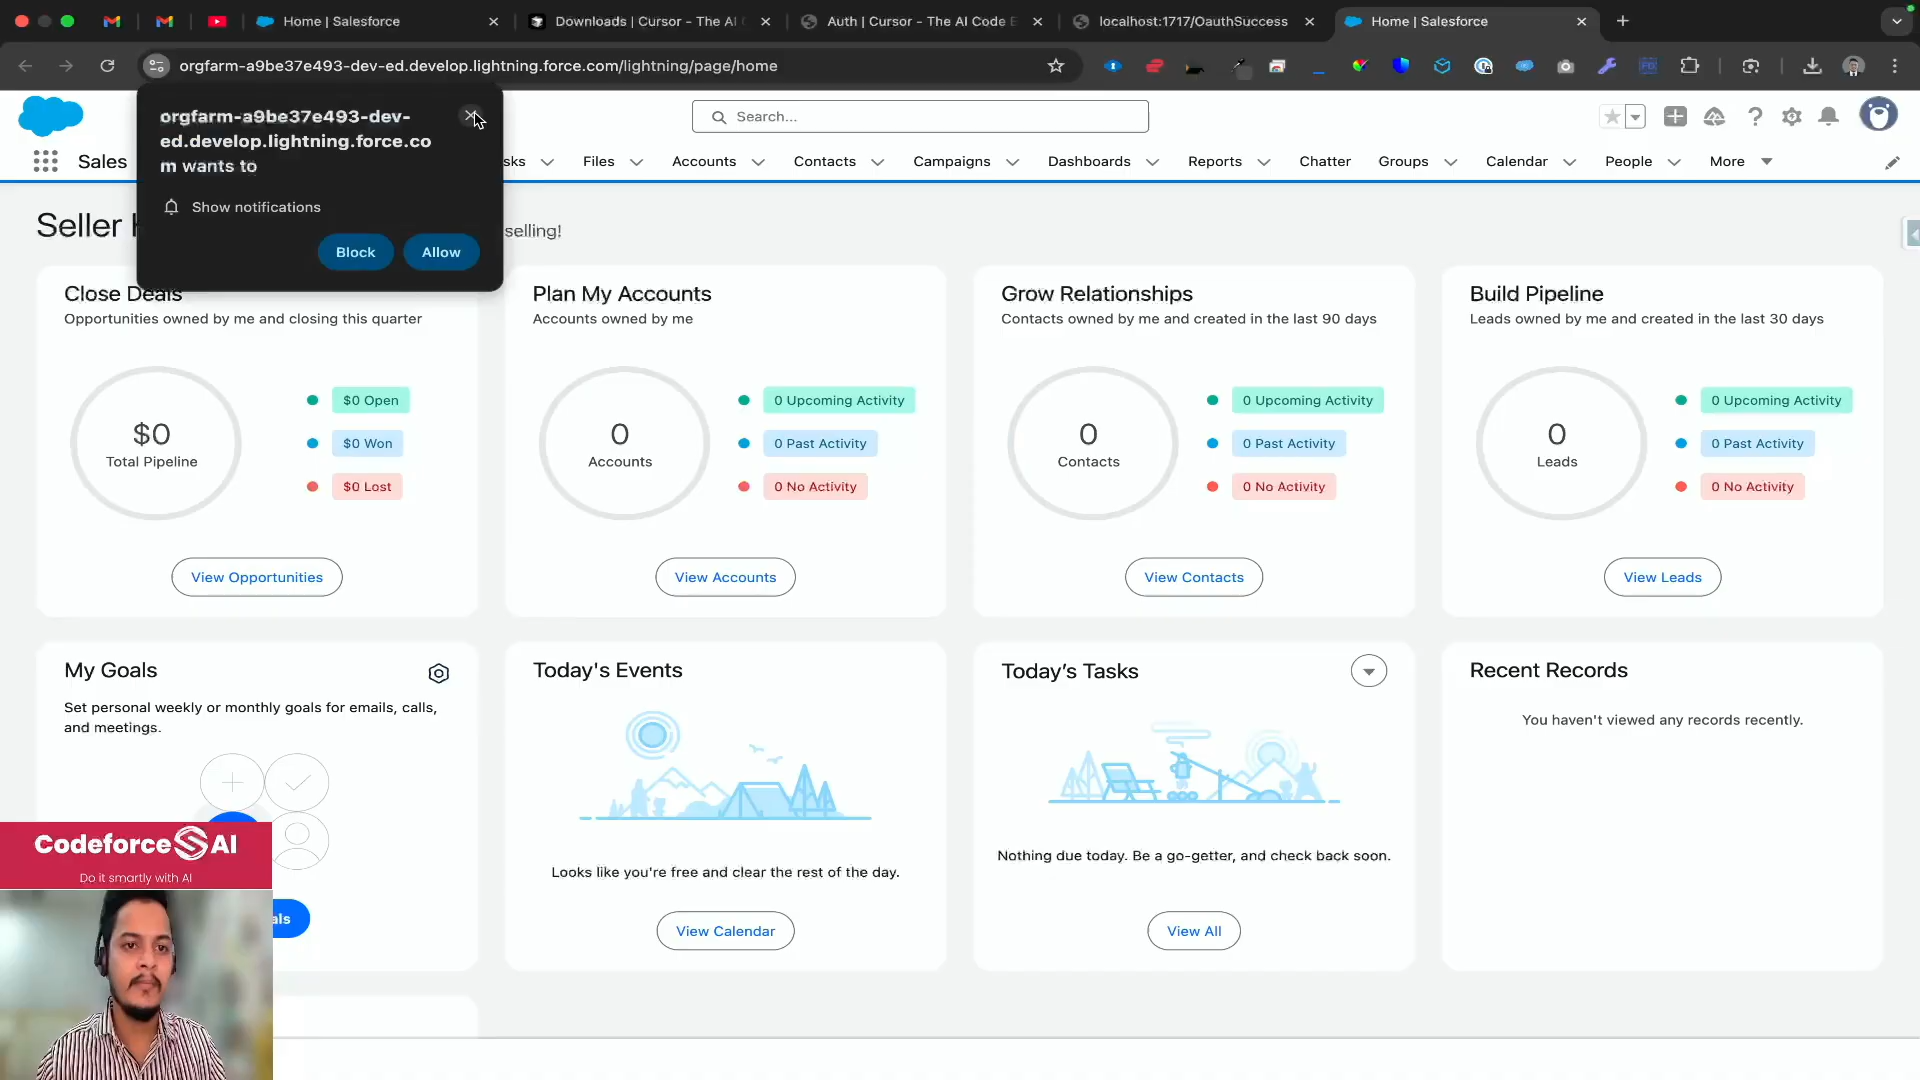 Home | Salesforce
Downloads | Cursor - The AI
Auth | Cursor - The AI Code E
localhost:1717/OauthSuccess
Home | Salesforce
orgfarm-a9be37e493-dev-ed.develop.lightning.force.com/lightning/page/home
orgfarm-a9be37e493-dev-
ed.develop.lightning.force.co
m wants to
Show notifications
Block
Allow
Search...
Sales
sks
Files
Accounts
Contacts
Campaigns
Dashboards
Reports
Chatter
Groups
Calendar
People
More
Seller
selling!
Close Deals
Opportunities owned by me and closing this quarter
$0
Total Pipeline
$0 Open
$0 Won
$0 Lost
View Opportunities
Plan My Accounts
Accounts owned by me
0
Accounts
0 Upcoming Activity
0 Past Activity
0 No Activity
View Accounts
Grow Relationships
Contacts owned by me and created in the last 90 days
0
Contacts
0 Upcoming Activity
0 Past Activity
0 No Activity
View Contacts
Build Pipeline
Leads owned by me and created in the last 30 days
0
Leads
0 Upcoming Activity
0 Past Activity
0 No Activity
View Leads
My Goals
Set personal weekly or monthly goals for emails, calls,
and meetings.
als
Today's Events
Looks like you're free and clear the rest of the day.
View Calendar
Today's Tasks
Nothing due today. Be a go-getter, and check back soon.
View All
Recent Records
You haven't viewed any records recently.
Codeforce AI
Do it smartly with AI